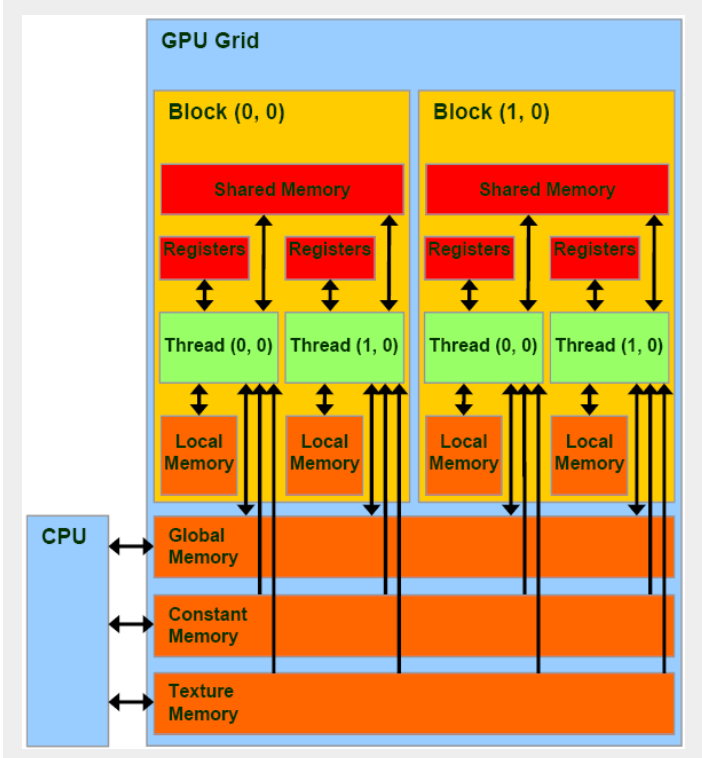 GPU Grid
Block (0, 0)
Block (1, 0)
Shared Memory
Shared Memory
Registers
Registers
Registers
Registers
Thread (0, 0)
Thread (1, 0)
Thread (0, 0)
Thread (1, 0)
Local
Memory
Local
Memory
Local
Memory
Local
Memory
CPU
Global
Memory
Constant
Memory
Texture
Memory